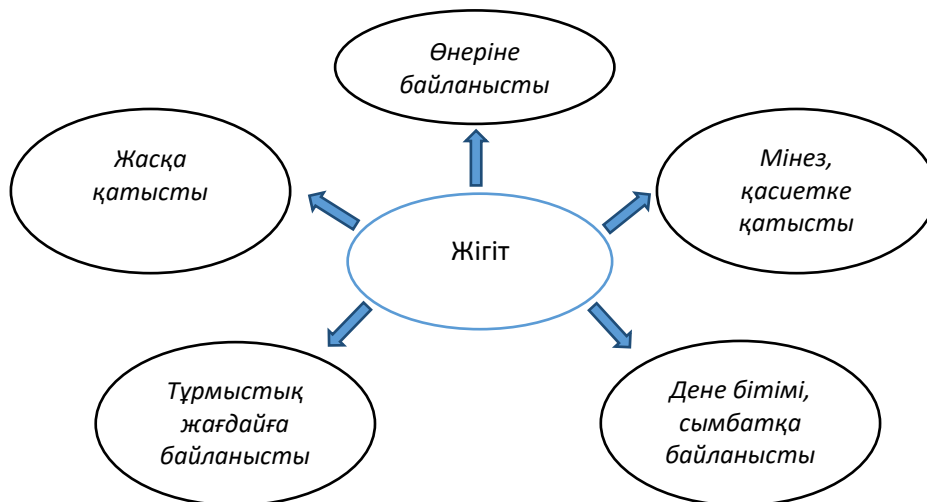 Өнеріне
байланысты
Жасқа
қатысты
Мінез,
қасиетке
қатысты
Жігіт
Тұрмыстық
жағдайға
байланысты
Дене бітімі,
сымбатқа
байланысты